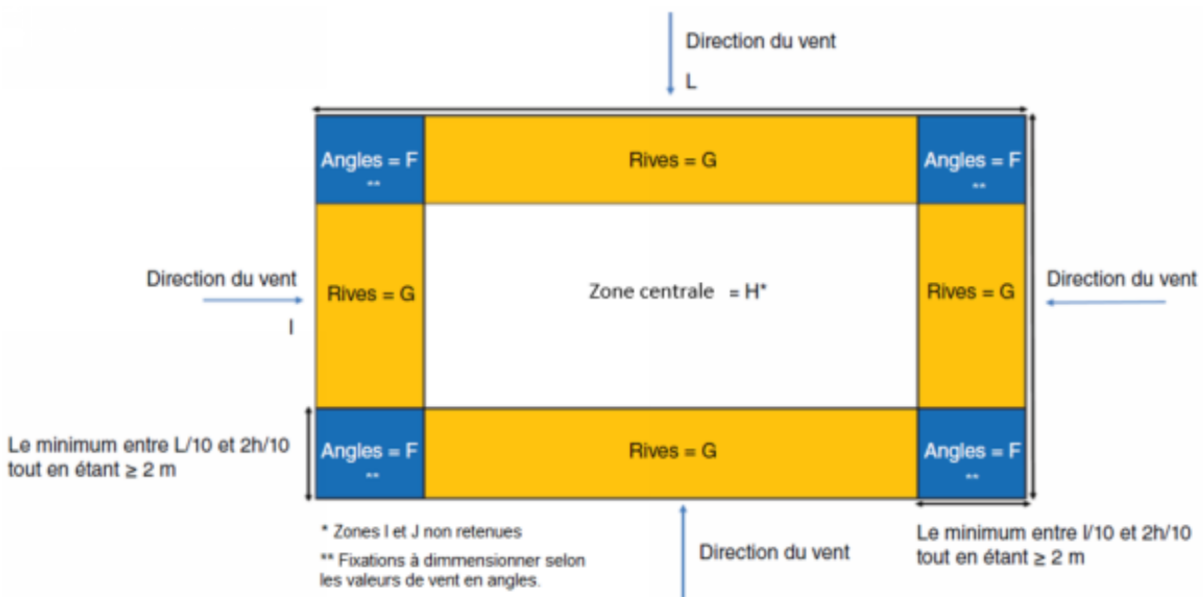 Direction du vent
L
Angles = F
**
Rives = G
Angles = F
**
Direction du vent
l
Rives = G
Zone centrale = H*
Rives = G
Direction du vent
Le minimum entre L/10 et 2h/10
tout en étant ≥ 2 m
Angles = F
**
Rives = G
Angles = F
**
* Zones I et J non retenues
** Fixations à dimmensionner selon
les valeurs de vent en angles.
Direction du vent
Le minimum entre l/10 et 2h/10
tout en étant ≥ 2 m